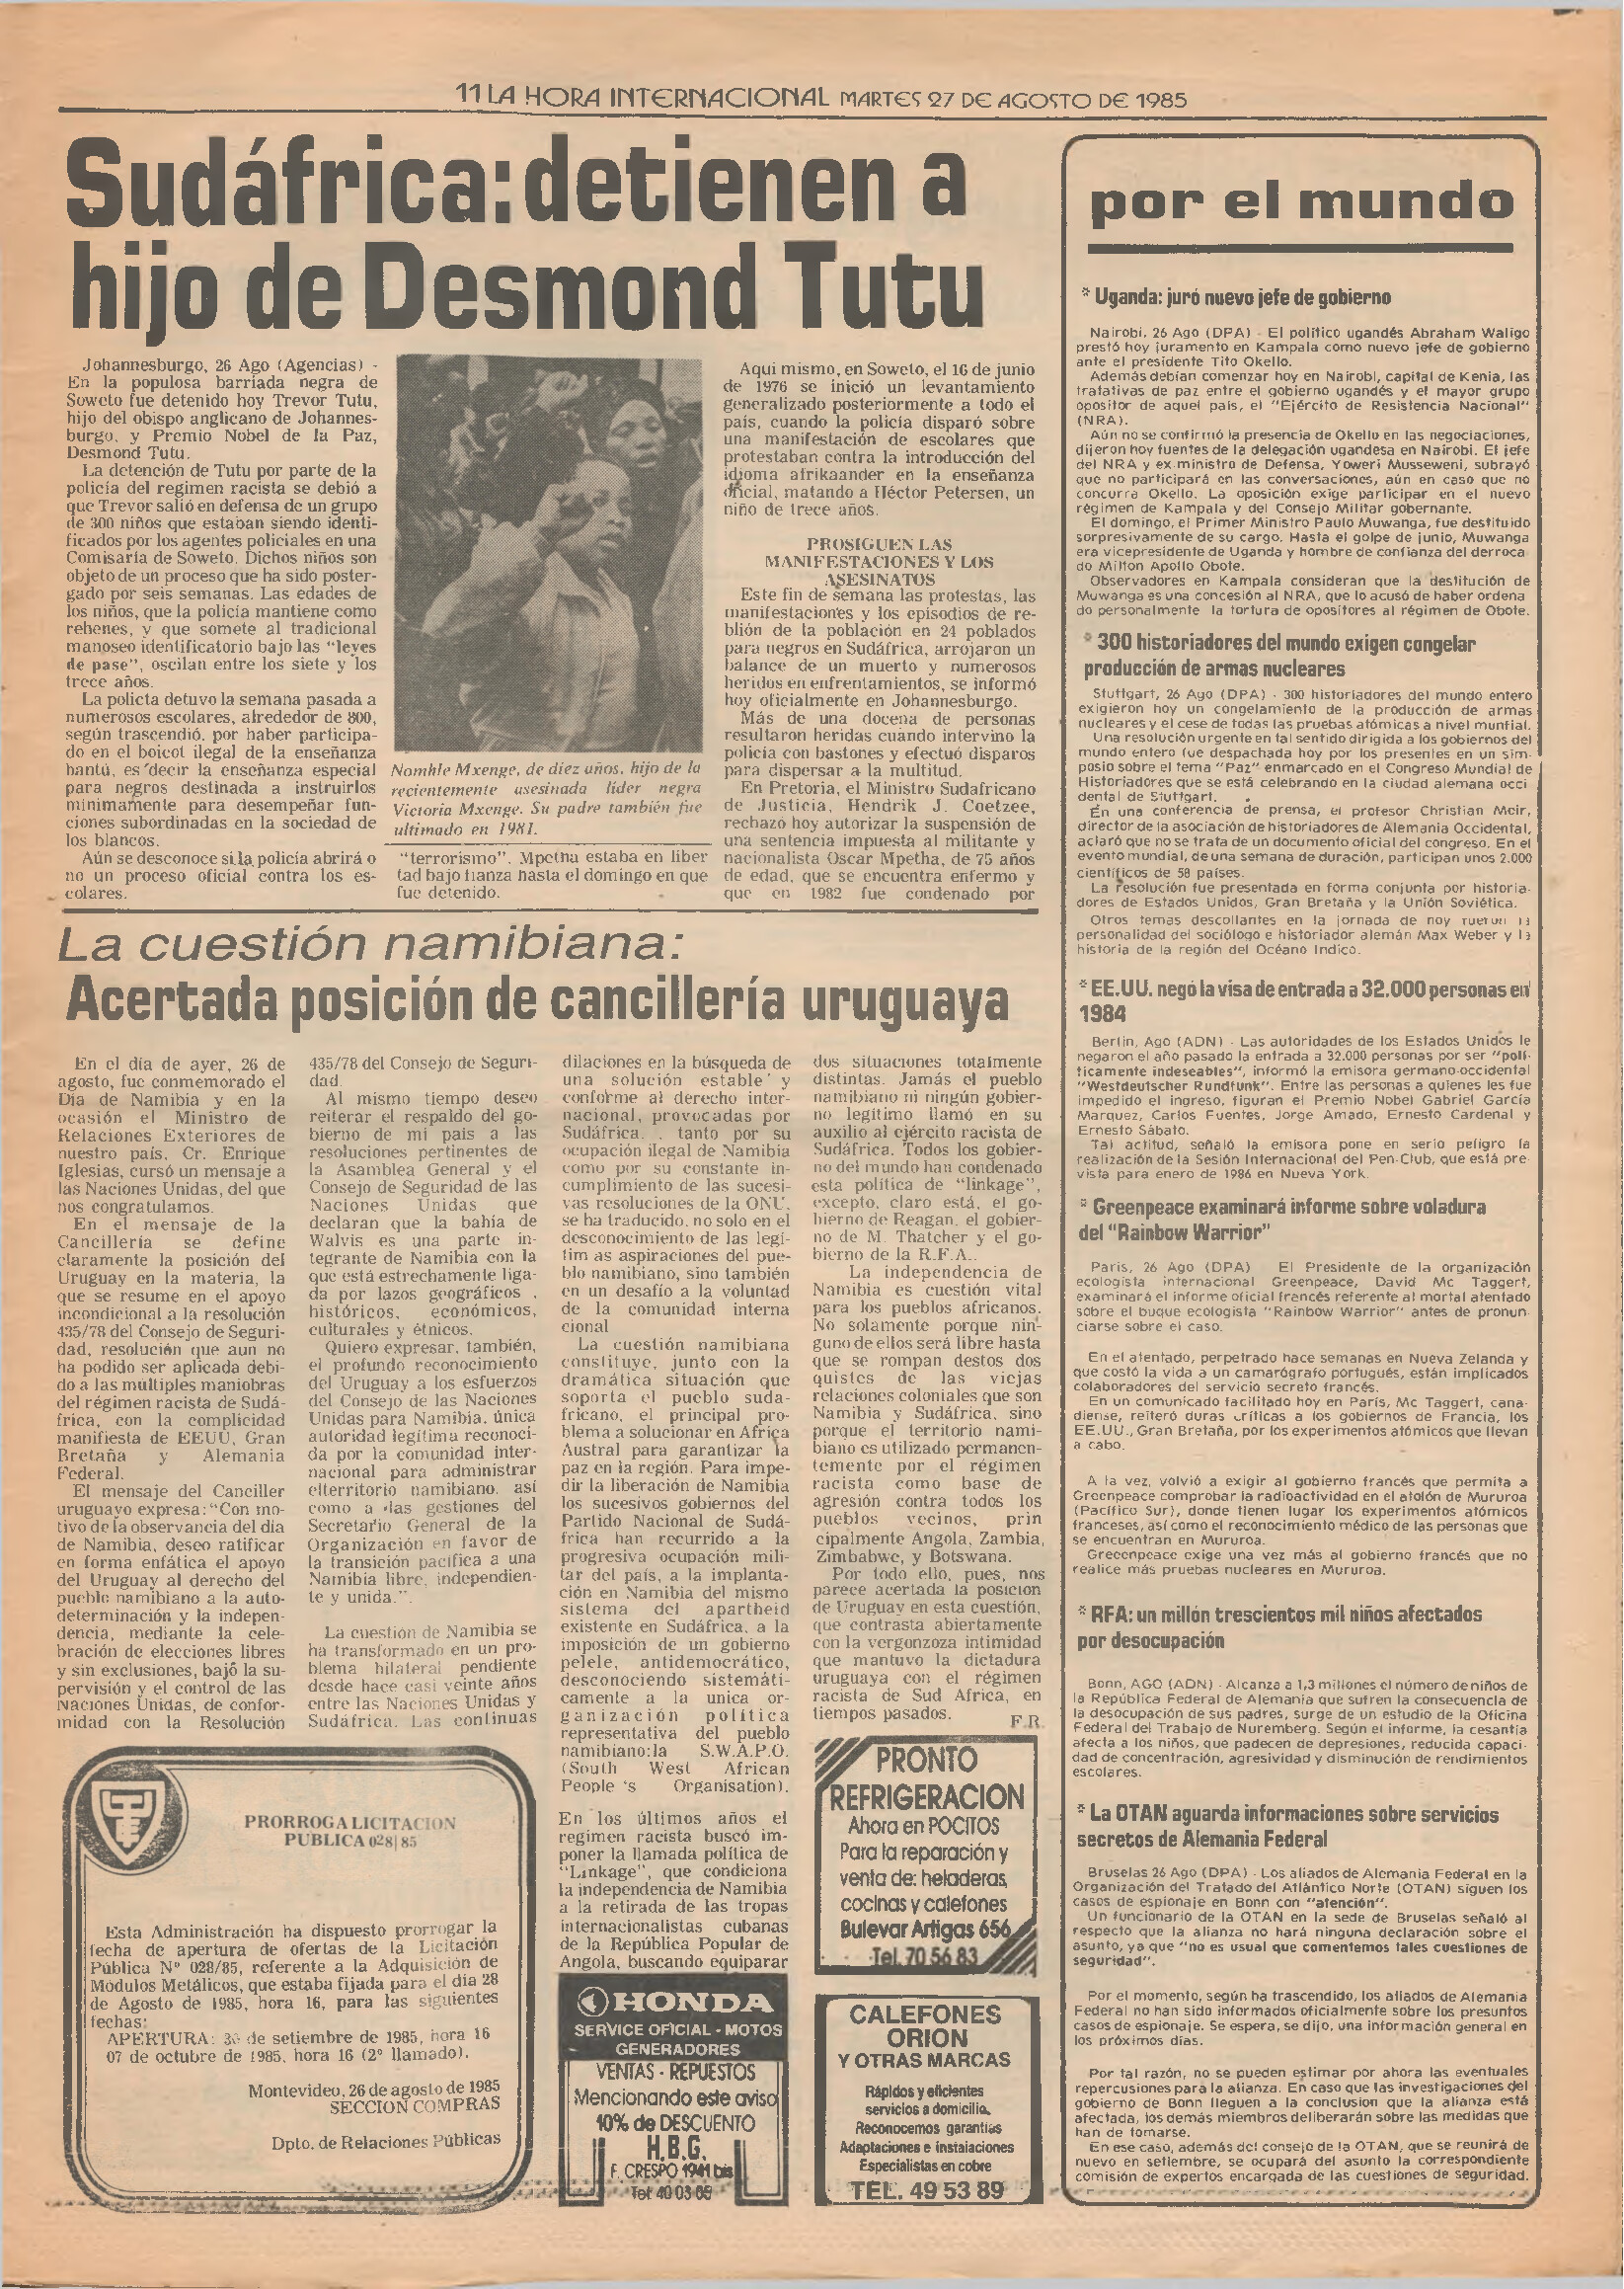 11 LA HORA INTERNACIONAL MARTES 27 DE AGOSTO DE 1985
Sudáfrica: detienen a
hijo de Desmond Tutu
Johannesburgo, 26 Ago (Agencias) -
En la populosa barriada negra de
Soweto fue detenido hoy Trevor Tutu,
hijo del obispo anglicano de Johannes-
burgo, y Premio Nobel de la Paz,
Desmond Tutu.
La detención de Tutu por parte de la
policía del regimen racista se debió a
que Trevor salió en defensa de un grupo
de 300 niños que estaban siendo identi-
ficados por los agentes policiales en una
Comisaría de Soweto. Dichos niños son
objeto de un proceso que ha sido poster-
gado por seis semanas. Las edades de
los niños, que la policía mantiene como
rehenes, y que somete al tradicional
manoseo identificatorio bajo las "leyes
de pase", oscilan entre los siete y los
trece años.
La policta detuvo la semana pasada a
numerosos escolares, alrededor de 800,
según trascendió, por haber participa-
do en el boicot ilegal de la enseñanza
bantú, es decir la enseñanza especial
para negros destinada a instruirlos
mínimamente para desempeñar fun-
ciones subordinadas en la sociedad de
los blancos.
Aún se desconoce si la policía abrirá o
no un proceso oficial contra los es-
colares.
Nomhle Mxenge, de diez años, hijo de la
recientemente asesinada líder negra
Victoria Mxenge. Su padre también fue
ultimado en 1981.
"terrorismo". Mpetha estaba en liber
tad bajo fianza hasta el domingo en que
fue detenido.
Aquí mismo, en Soweto, el 16 de junio
de 1976 se inició un levantamiento
generalizado posteriormente a todo el
país, cuando la policía disparó sobre
una manifestación de escolares que
protestaban contra la introducción del
idioma afrikaander en la enseñanza
oficial, matando a Héctor Petersen, un
niño de trece años.
PROSIGUEN LAS
MANIFESTACIONES Y LOS
ASESINATOS
Este fin de semana las protestas, las
manifestaciones y los episodios de re-
blión de la población en 24 poblados
para negros en Sudáfrica, arrojaron un
balance de un muerto y numerosos
heridos en enfrentamientos, se informó
hoy oficialmente en Johannesburgo.
Más de una docena de personas
resultaron heridas cuando intervino la
policía con bastones y efectuó disparos
para dispersar a la multitud.
En Pretoria, el Ministro Sudafricano
de Justicia, Hendrik J. Coetzee,
rechazó hoy autorizar la suspensión de
una sentencia impuesta al militante y
nacionalista Oscar Mpetha, de 75 años
de edad, que se encuentra enfermo y
que en 1982 fue condenado por
La cuestión namibiana:
Acertada posición de cancillería uruguaya
En el día de ayer, 26 de
agosto, fue conmemorado el
Día de Namibia y en la
ocasión el Ministro de
Relaciones Exteriores de
nuestro país, Cr. Enrique
Iglesias, cursó un mensaje a
las Naciones Unidas, del que
nos congratulamos.
En el mensaje de la
Cancillería se define
claramente la posición del
Uruguay en la materia, la
que se resume en el apoyo
incondicional a la resolución
435/78 del Consejo de Seguri-
dad, resolución que aun no
ha podido ser aplicada debi-
do a las múltiples maniobras
del régimen racista de Sudá-
frica, con la complicidad
manifiesta de EEUU, Gran
Bretaña y Alemania
Federal.
El mensaje del Canciller
uruguayo expresa: "Con mo-
tivo de la observancia del día
de Namibia, deseo ratificar
en forma enfática el apoyo
del Uruguay al derecho del
pueblo namibiano a la auto-
determinación y la indepen-
dencia, mediante la cele-
bración de elecciones libres
y sin exclusiones, bajó la su-
pervisión y el control de las
Naciones Unidas, de confor-
midad con la Resolución
435/78 del Consejo de Seguri-
dad.
Al mismo tiempo deseo
reiterar el respaldo del go-
bierno de mi país a las
resoluciones pertinentes de
la Asamblea General y el
Consejo de Seguridad de las
Naciones Unidas que
declaran que la bahía de
Walvis es una parte in-
tegrante de Namibia con la
que está estrechamente liga-
da por lazos geográficos,
históricos, económicos,
culturales y étnicos.
Quiero expresar, también,
el profundo reconocimiento
del Uruguay a los esfuerzos
del Consejo de las Naciones
Unidas para Namibia, única
autoridad legítima reconoci-
da por la comunidad inter-
nacional para administrar
elterritorio namibiano, así
como a las gestiones del
Secretario General de la
Organización en favor de
la transición pacífica a una
Namibia libre, independien-
te y unida.".
La cuestión de Namibia se
ha transformado en un pro-
blema bilateral pendiente
desde hace casi veinte años
entre las Naciones Unidas y
Sudáfrica. Las continuas
dilaciones en la búsqueda de
una solución estable y
conforme al derecho inter-
nacional, provocadas por
Sudáfrica, tanto por su
ocupación ilegal de Namibia
como por su constante in-
cumplimiento de las sucesi-
vas resoluciones de la ONU,
se ha traducido, no solo en el
desconocimiento de las legí-
tim as aspiraciones del pue-
blo namibiano, sino también
en un desafío a la voluntad
de la comunidad interna
cional
La cuestión namibiana
constituye, junto con la
dramática situación que
soporta el pueblo suda-
fricano, el principal pro-
blema a solucionar en Africa
Austral para garantizar la
paz en la región. Para impe-
dir la liberación de Namibia
los sucesivos gobiernos del
Partido Nacional de Sudá-
frica han recurrido a la
progresiva ocupación mili-
tar del país, a la implanta-
ción en Namibia del mismo
sistema del apartheid
existente en Sudáfrica, a la
imposición de un gobierno
pelele, antidemocrático,
desconociendo sistemáti-
camente a la unica or-
ganización política
representativa del pueblo
namibiano:la S.W.A.P.O.
(South West African
People 's Organisation).
En los últimos años el
regimen racista buscó im-
poner la llamada política de
"Linkage", que condiciona
la independencia de Namibia
a la retirada de las tropas
internacionalistas cubanas
de la República Popular de
Angola, buscando equiparar
dos situaciones totalmente
distintas. Jamás el pueblo
namibiano ni ningún gobier-
no legítimo llamó en su
auxilio al ejército racista de
Sudáfrica. Todos los gobier-
no del mundo han condenado
esta política de "linkage",
excepto, claro está, el go-
bierno de Reagan, el gobier-
no de M. Thatcher y el go-
bierno de la R.F.A..
La independencia de
Namibia es cuestión vital
para los pueblos africanos.
No solamente porque nin-
guno de ellos será libre hasta
que se rompan destos dos
quistes de las viejas
relaciones coloniales que son
Namibia y Sudáfrica, sino
porque el territorio nami-
biano es utilizado permanen-
temente por el régimen
racista como base de
agresión contra todos los
pueblos vecinos, prin
cipalmente Angola, Zambia,
Zimbabwe, y Botswana.
Por todo ello, pues, nos
parece acertada la posicion
de Uruguay en esta cuestión,
que contrasta abiertamente
con la vergonzoza intimidad
que mantuvo la dictadura
uruguaya con el régimen
racista de Sud Africa, en
tiempos pasados.
F.R.
PRORROGA LICITACION
PUBLICA 028|85
Esta Administración ha dispuesto prorrogar la
fecha de apertura de ofertas de la Licitación
Pública Nº 028/85, referente a la Adquisición de
Módulos Metálicos, que estaba fijada para el día 28
de Agosto de 1985, hora 16, para las siguientes
fechas:
APERTURA: de setiembre de 1985, hora 16
07 de octubre de 1985, hora 16 (2º llamado).
Montevideo, 26 de agosto de 1985
SECCION COMPRAS
Dpto. de Relaciones Públicas
HONDA
SERVICE OFICIAL - MOTOS
GENERADORES
VENTAS - REPUESTOS
Mencionando este aviso
10% de DESCUENTO
H.B.G.
F. CRESPO 1941 bis
Tel: 40 03 05
PRONTO
REFRIGERACION
Ahora en POCITOS
Para la reparación y
venta de: heladeras,
cocinas y calefones
Bulevar Artigas 656
Tel. 70 56 83
CALEFONES
ORION
Y OTRAS MARCAS
Rápidos y eficientes
servicios a domicilio.
Reconocemos garantías
Adaptaciones e instalaciones
Especialistas en cobre
TEL. 49 53 89
por el mundo
* Uganda: juró nuevo jefe de gobierno
Nairobi, 26 Ago (DPA) - El político ugandés Abraham Waligo
prestó hoy juramento en Kampala como nuevo jefe de gobierno
ante el presidente Tito Okello.
Además debían comenzar hoy en Nairobi, capital de Kenia, las
tratativas de paz entre el gobierno ugandés y el mayor grupo
opositor de aquel país, el "Ejército de Resistencia Nacional"
(NRA).
Aún no se confirmó la presencia de Okello en las negociaciones,
dijeron hoy fuentes de la delegación ugandesa en Nairobi. El jefe
del NRA y ex-ministro de Defensa, Yoweri Musseweni, subrayó
que no participará en las conversaciones, aún en caso que no
concurra Okello. La oposición exige participar en el nuevo
régimen de Kampala y del Consejo Militar gobernante.
El domingo, el Primer Ministro Paulo Muwanga, fue destituido
sorpresivamente de su cargo. Hasta el golpe de junio, Muwanga
era vicepresidente de Uganda y hombre de confianza del derroca
do Milton Apollo Obote.
Observadores en Kampala consideran que la destitución de
Muwanga es una concesión al NRA, que lo acusó de haber ordena
do personalmente la tortura de opositores al régimen de Obote.
* 300 historiadores del mundo exigen congelar
producción de armas nucleares
Stuttgart, 26 Ago (DPA) - 300 historiadores del mundo entero
exigieron hoy un congelamiento de la producción de armas
nucleares y el cese de todas las pruebas atómicas a nivel munfial.
Una resolución urgente en tal sentido dirigida a los gobiernos del
mundo entero fue despachada hoy por los presentes en un sim-
posio sobre el tema "Paz" enmarcado en el Congreso Mundial de
Historiadores que se está celebrando en la ciudad alemana occi
dental de Stuttgart.
En una conferencia de prensa, el profesor Christian Meir,
director de la asociación de historiadores de Alemania Occidental,
aclaró que no se trata de un documento oficial del congreso. En el
evento mundial, de una semana de duración, participan unos 2.000
científicos de 58 países.
La resolución fue presentada en forma conjunta por historia-
dores de Estados Unidos, Gran Bretaña y la Unión Soviética.
Otros temas descollantes en la jornada de hoy fueron la
personalidad del sociólogo e historiador alemán Max Weber y la
historia de la región del Océano Indico.
* EE.UU. negó la visa de entrada a 32.000 personas en
1984
Berlin, Ago (ADN) - Las autoridades de los Estados Unidos le
negaron el año pasado la entrada a 32.000 personas por ser "polí-
ticamente indeseables", informó la emisora germano-occidental
"Westdeutscher Rundfunk". Entre las personas a quienes les fue
impedido el ingreso, figuran el Premio Nobel Gabriel García
Marquez, Carlos Fuentes, Jorge Amado, Ernesto Cardenal y
Ernesto Sábato.
Tal actitud, señaló la emisora pone en serio peligro la
realización de la Sesión Internacional del Pen-Club, que está pre-
vista para enero de 1986 en Nueva York.
* Greenpeace examinará informe sobre voladura
del "Rainbow Warrior"
París, 26 Ago (DPA) El Presidente de la organización
ecologista internacional Greenpeace, David Mc Taggert,
examinará el informe oficial francés referente al mortal atentado
sobre el buque ecologista "Rainbow Warrior" antes de pronun-
ciarse sobre el caso.
En el atentado, perpetrado hace semanas en Nueva Zelanda y
que costó la vida a un camarógrafo portugués, están implicados
colaboradores del servicio secreto francés.
En un comunicado facilitado hoy en París, Mc Taggert, cana-
diense, reiteró duras críticas a los gobiernos de Francia, los
EE.UU., Gran Bretaña, por los experimentos atómicos que llevan
a cabo.
A la vez, volvió a exigir al gobierno francés que permita a
Greenpeace comprobar la radioactividad en el atolón de Mururoa
(Pacífico Sur), donde tienen lugar los experimentos atómicos
franceses, así como el reconocimiento médico de las personas que
se encuentran en Mururoa.
Greenpeace exige una vez más al gobierno francés que no
realice más pruebas nucleares en Mururoa.
* RFA: un millón trescientos mil niños afectados
por desocupación
Bonn, AGO (ADN) - Alcanza a 1,3 millones el número de niños de
la República Federal de Alemania que sufren la consecuencia de
la desocupación de sus padres, surge de un estudio de la Oficina
Federal del Trabajo de Nuremberg. Según el informe, la cesantía
afecta a los niños, que padecen de depresiones, reducida capaci-
dad de concentración, agresividad y disminución de rendimientos
escolares.
* La OTAN aguarda informaciones sobre servicios
secretos de Alemania Federal
Bruselas 26 Ago (DPA) - Los aliados de Alemania Federal en la
Organización del Tratado del Atlántico Norte (OTAN) siguen los
casos de espionaje en Bonn con "atención".
Un funcionario de la OTAN en la sede de Bruselas señaló al
respecto que la alianza no hará ninguna declaración sobre el
asunto, ya que "no es usual que comentemos tales cuestiones de
seguridad".
Por el momento, según ha trascendido, los aliados de Alemania
Federal no han sido informados oficialmente sobre los presuntos
casos de espionaje. Se espera, se dijo, una información general en
los próximos días.
Por tal razón, no se pueden estimar por ahora las eventuales
repercusiones para la alianza. En caso que las investigaciones del
gobierno de Bonn lleguen a la conclusion que la alianza está
afectada, los demás miembros deliberarán sobre las medidas que
han de tomarse.
En ese caso, además del consejo de la OTAN, que se reunirá de
nuevo en setiembre, se ocupará del asunto la correspondiente
comisión de expertos encargada de las cuestiones de seguridad.